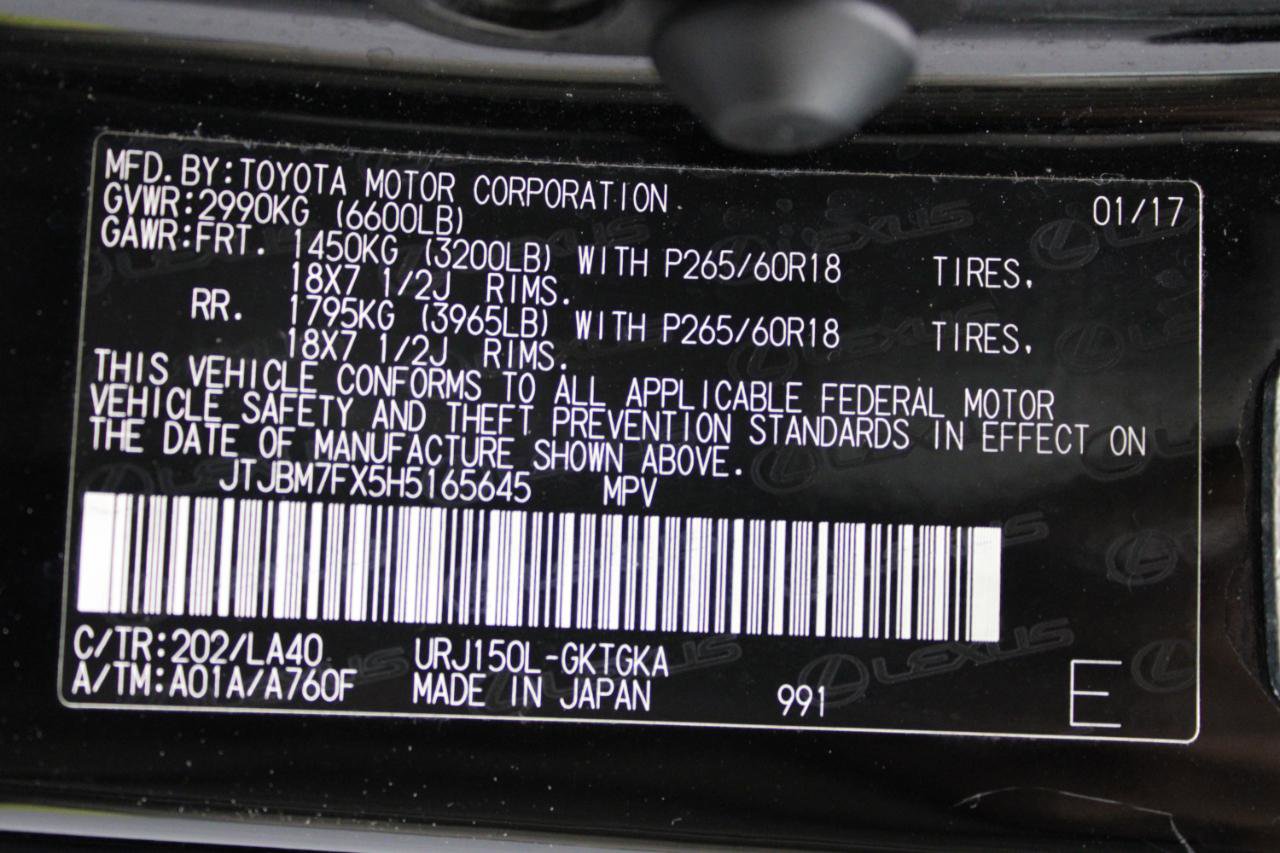 MFD. BY: TOYOTA MOTOR CORPORATION 01/17
GVWR: 2990KG (6600LB)
GAWR: FRT. 1450KG (3200LB) WITH P265/60R18 TIRES.
18X7 1/2J RIMS.
RR. 1795KG (3965LB) WITH P265/60R18 TIRES.
18X7 1/2J RIMS.
THIS VEHICLE CONFORMS TO ALL APPLICABLE FEDERAL MOTOR
VEHICLE SAFETY AND THEFT PREVENTION STANDARDS IN EFFECT ON
THE DATE OF MANUFACTURE SHOWN ABOVE.
JTJBM7FX5H5165645 MPV
C/TR: 202/LA40 URJ150L-GKTGKA
A/TM: A01A/A760F MADE IN JAPAN 991 E
LEXUS